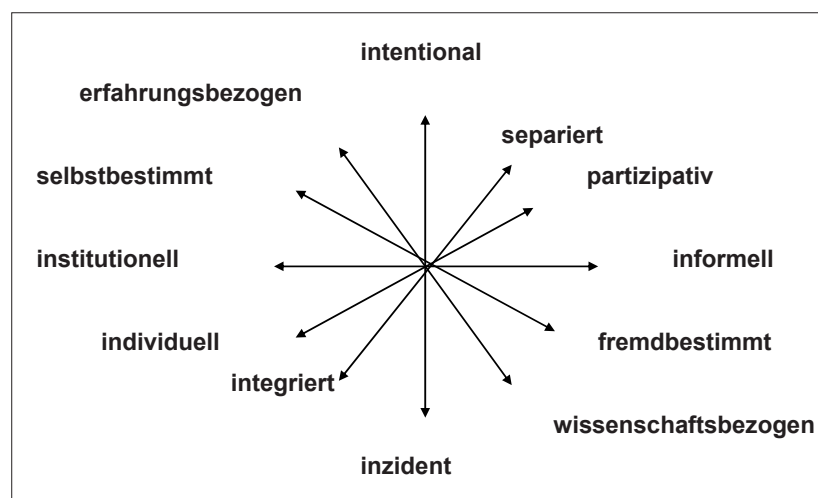 intentional
erfahrungsbezogen
separiert
selbstbestimmt
partizipativ
institutionell
informell
individuell
fremdbestimmt
integriert
wissenschaftsbezogen
inzident